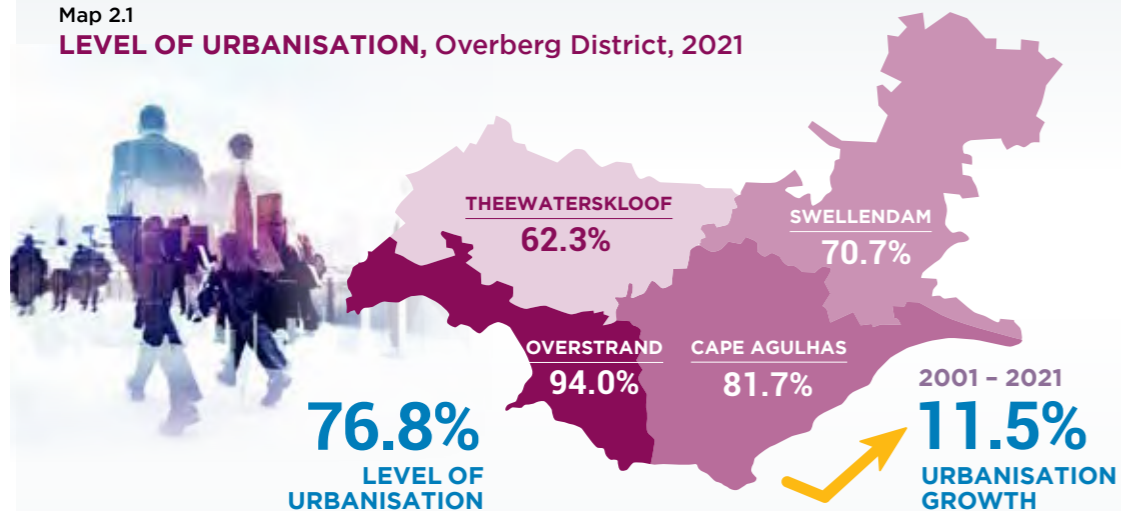 Map 2.1
LEVEL OF URBANISATION, Overberg District, 2021
THEEWATERSKLOOF
62.3%
SWELLENDAM
70.7%
OVERSTRAND
94.0%
CAPE AGULHAS
81.7%
76.8%
LEVEL OF
URBANISATION
2001 – 2021
11.5%
URBANISATION
GROWTH